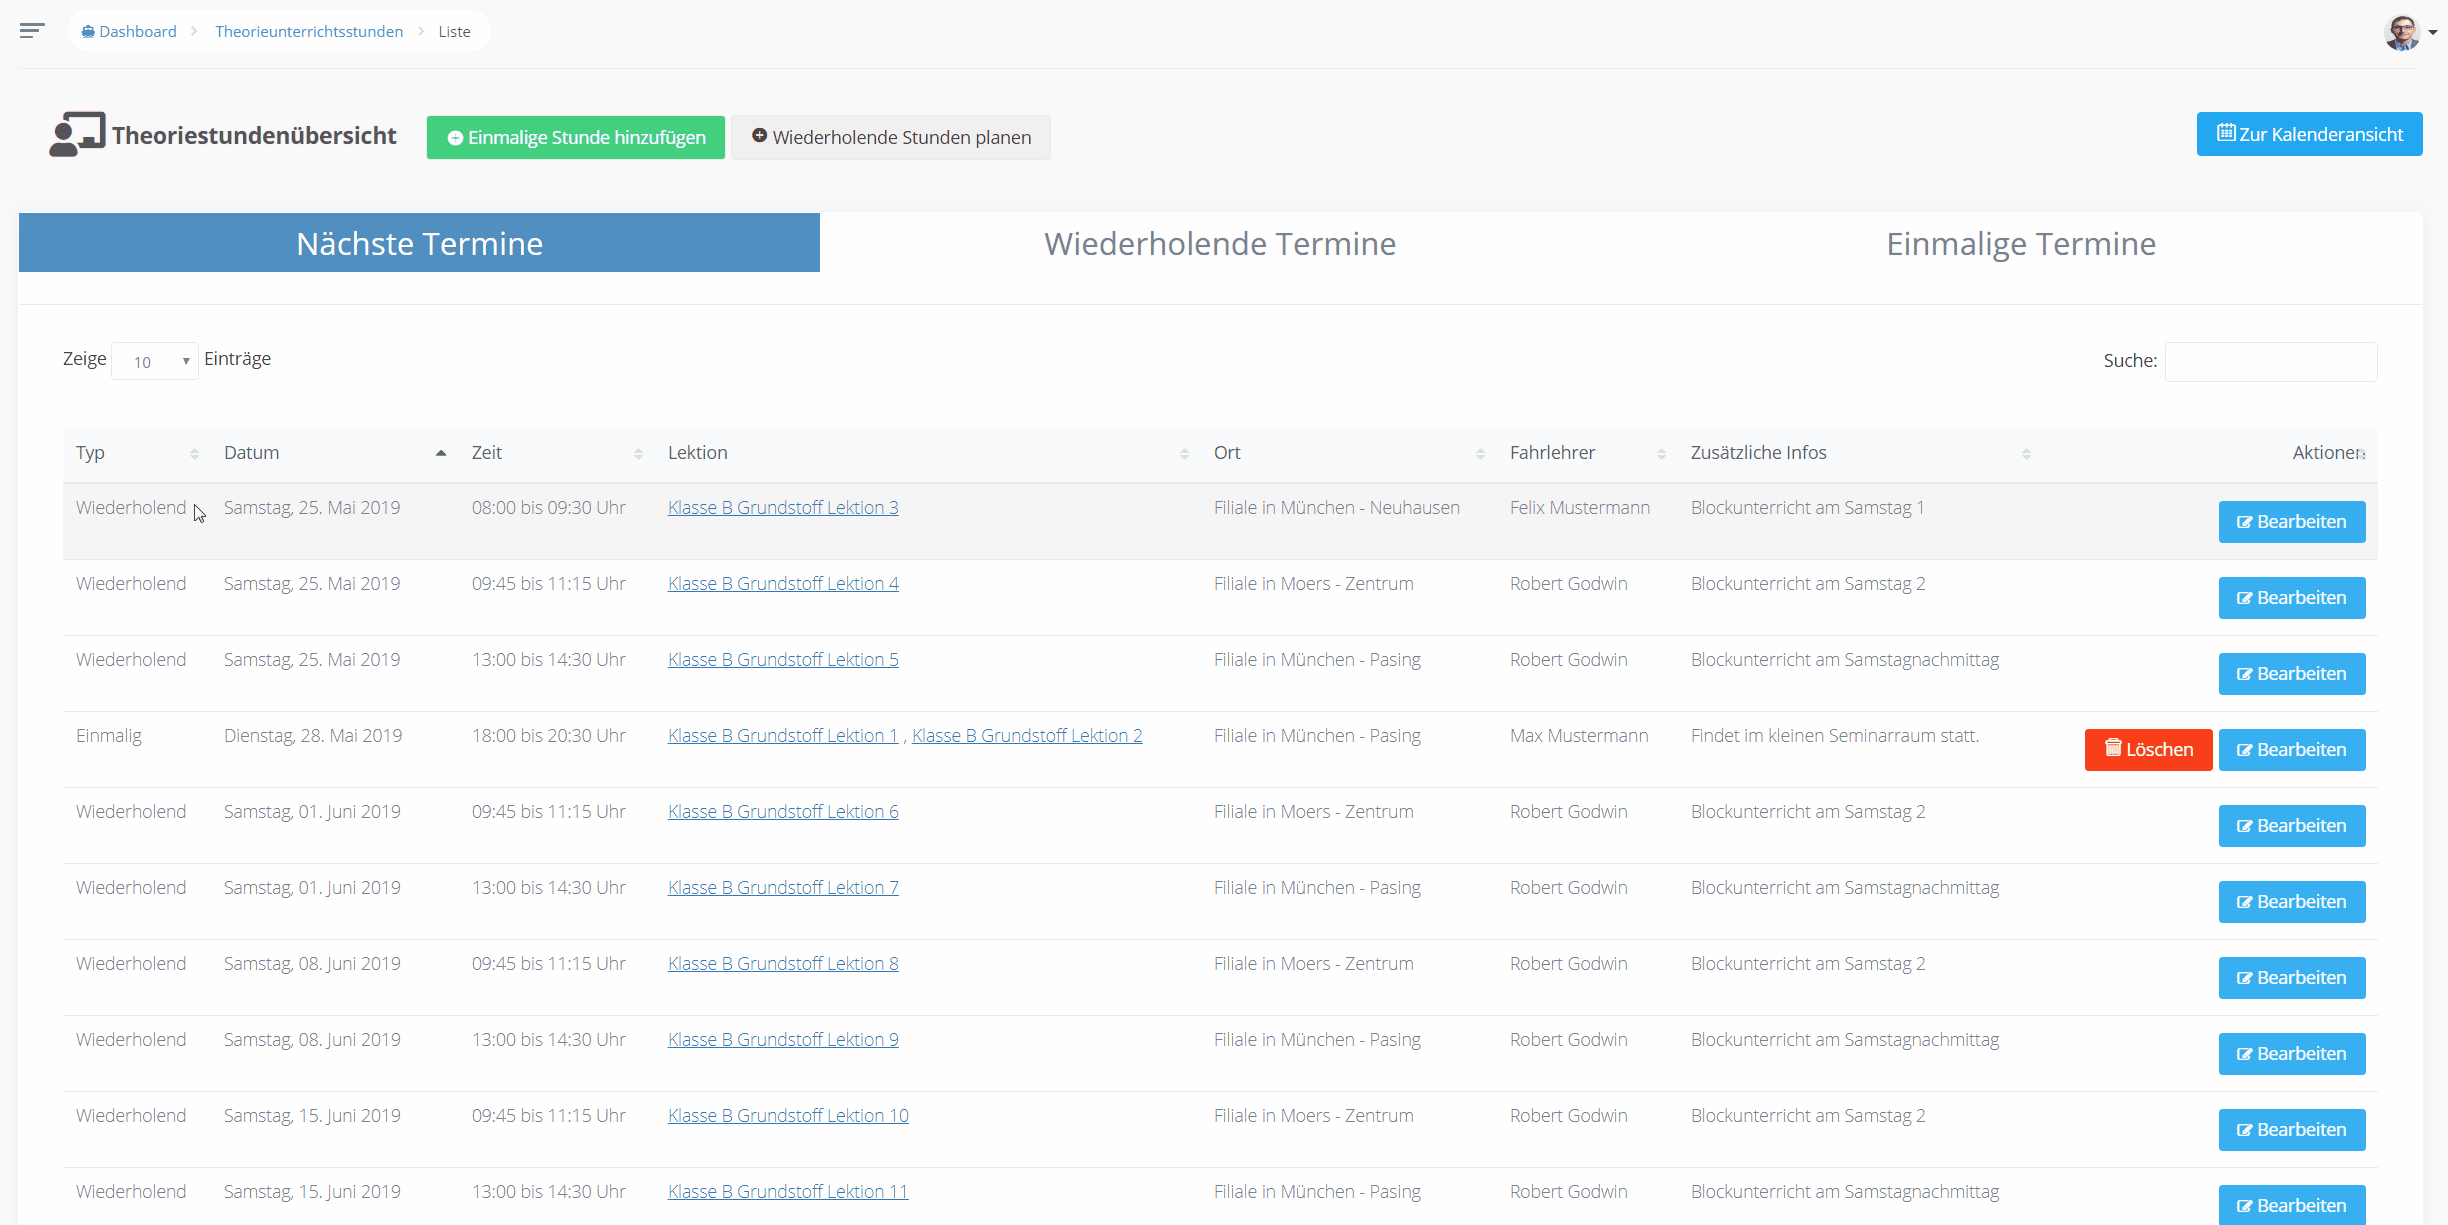 Dashboard > Theorieunterrichtsstunden > Liste
Theoriestundenübersicht Einmalige Stunde hinzufügen Wiederholende Stunden planen Zur Kalenderansicht
Nächste Termine Wiederholende Termine Einmalige Termine
Zeige 10 Einträge Suche:
Typ Datum Zeit Lektion Ort Fahrlehrer Zusätzliche Infos Aktionen
Wiederholend Samstag, 25. Mai 2019 08:00 bis 09:30 Uhr Klasse B Grundstoff Lektion 3 Filiale in München - Neuhausen Felix Mustermann Blockunterricht am Samstag 1 Bearbeiten
Wiederholend Samstag, 25. Mai 2019 09:45 bis 11:15 Uhr Klasse B Grundstoff Lektion 4 Filiale in Moers - Zentrum Robert Godwin Blockunterricht am Samstag 2 Bearbeiten
Wiederholend Samstag, 25. Mai 2019 13:00 bis 14:30 Uhr Klasse B Grundstoff Lektion 5 Filiale in München - Pasing Robert Godwin Blockunterricht am Samstagnachmittag Bearbeiten
Einmalig Dienstag, 28. Mai 2019 18:00 bis 20:30 Uhr Klasse B Grundstoff Lektion 1 , Klasse B Grundstoff Lektion 2 Filiale in München - Pasing Max Mustermann Findet im kleinen Seminarraum statt. Löschen Bearbeiten
Wiederholend Samstag, 01. Juni 2019 09:45 bis 11:15 Uhr Klasse B Grundstoff Lektion 6 Filiale in Moers - Zentrum Robert Godwin Blockunterricht am Samstag 2 Bearbeiten
Wiederholend Samstag, 01. Juni 2019 13:00 bis 14:30 Uhr Klasse B Grundstoff Lektion 7 Filiale in München - Pasing Robert Godwin Blockunterricht am Samstagnachmittag Bearbeiten
Wiederholend Samstag, 08. Juni 2019 09:45 bis 11:15 Uhr Klasse B Grundstoff Lektion 8 Filiale in Moers - Zentrum Robert Godwin Blockunterricht am Samstag 2 Bearbeiten
Wiederholend Samstag, 08. Juni 2019 13:00 bis 14:30 Uhr Klasse B Grundstoff Lektion 9 Filiale in München - Pasing Robert Godwin Blockunterricht am Samstagnachmittag Bearbeiten
Wiederholend Samstag, 15. Juni 2019 09:45 bis 11:15 Uhr Klasse B Grundstoff Lektion 10 Filiale in Moers - Zentrum Robert Godwin Blockunterricht am Samstag 2 Bearbeiten
Wiederholend Samstag, 15. Juni 2019 13:00 bis 14:30 Uhr Klasse B Grundstoff Lektion 11 Filiale in München - Pasing Robert Godwin Blockunterricht am Samstagnachmittag Bearbeiten